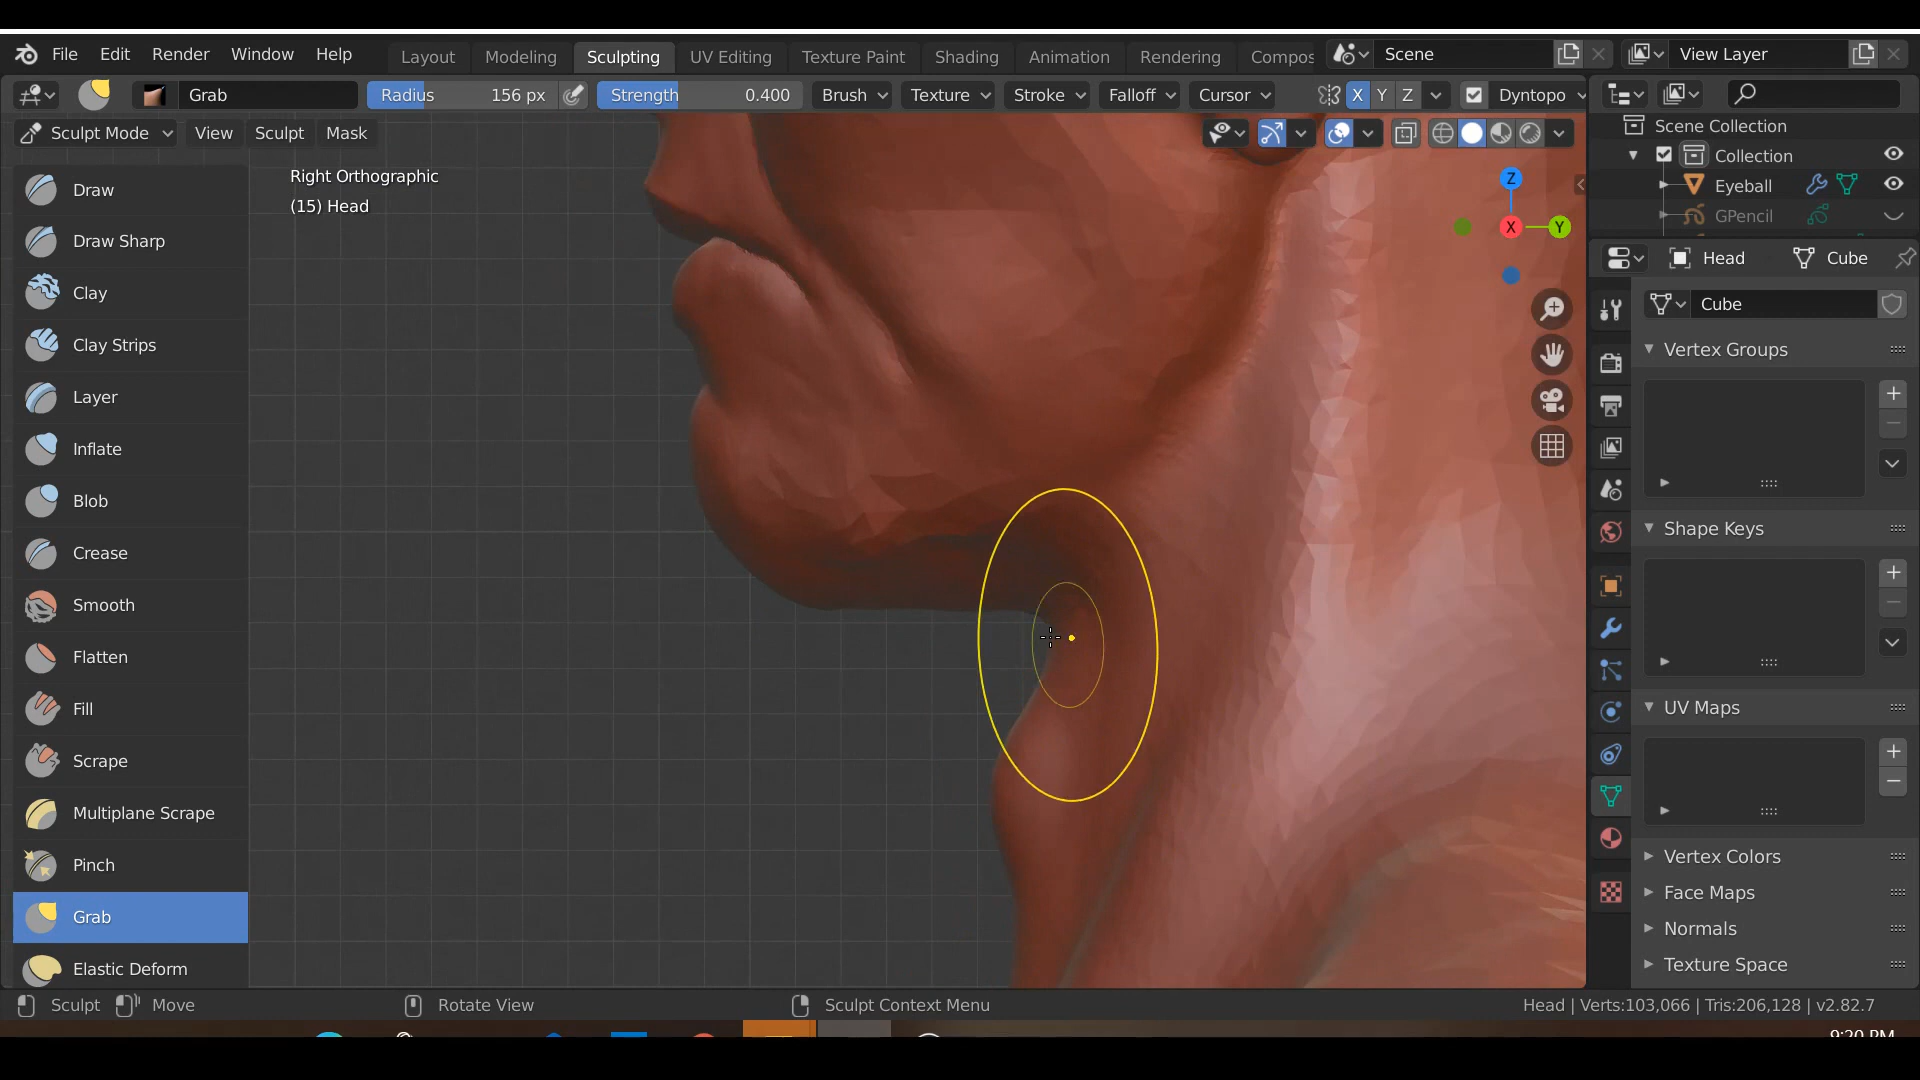 File Edit Render Window Help Layout Modeling Sculpting UV Editing Texture Paint Shading Animation Rendering Compos Scene View Layer
Grab Radius 156 px Strength 0.400 Brush Texture Stroke Falloff Cursor X Y Z Dyntopo
Sculpt Mode View Sculpt Mask
Scene Collection
Collection
Eyeball
GPencil
Right Orthographic
(15) Head
Z
X
Y
Draw
Draw Sharp
Clay
Clay Strips
Layer
Inflate
Blob
Crease
Smooth
Flatten
Fill
Scrape
Multiplane Scrape
Pinch
Grab
Elastic Deform
Head Cube
Cube
Vertex Groups
Shape Keys
UV Maps
Vertex Colors
Face Maps
Normals
Texture Space
Sculpt Move Rotate View Sculpt Context Menu Head | Verts:103,066 | Tris:206,128 | v2.82.7
9:20 PM